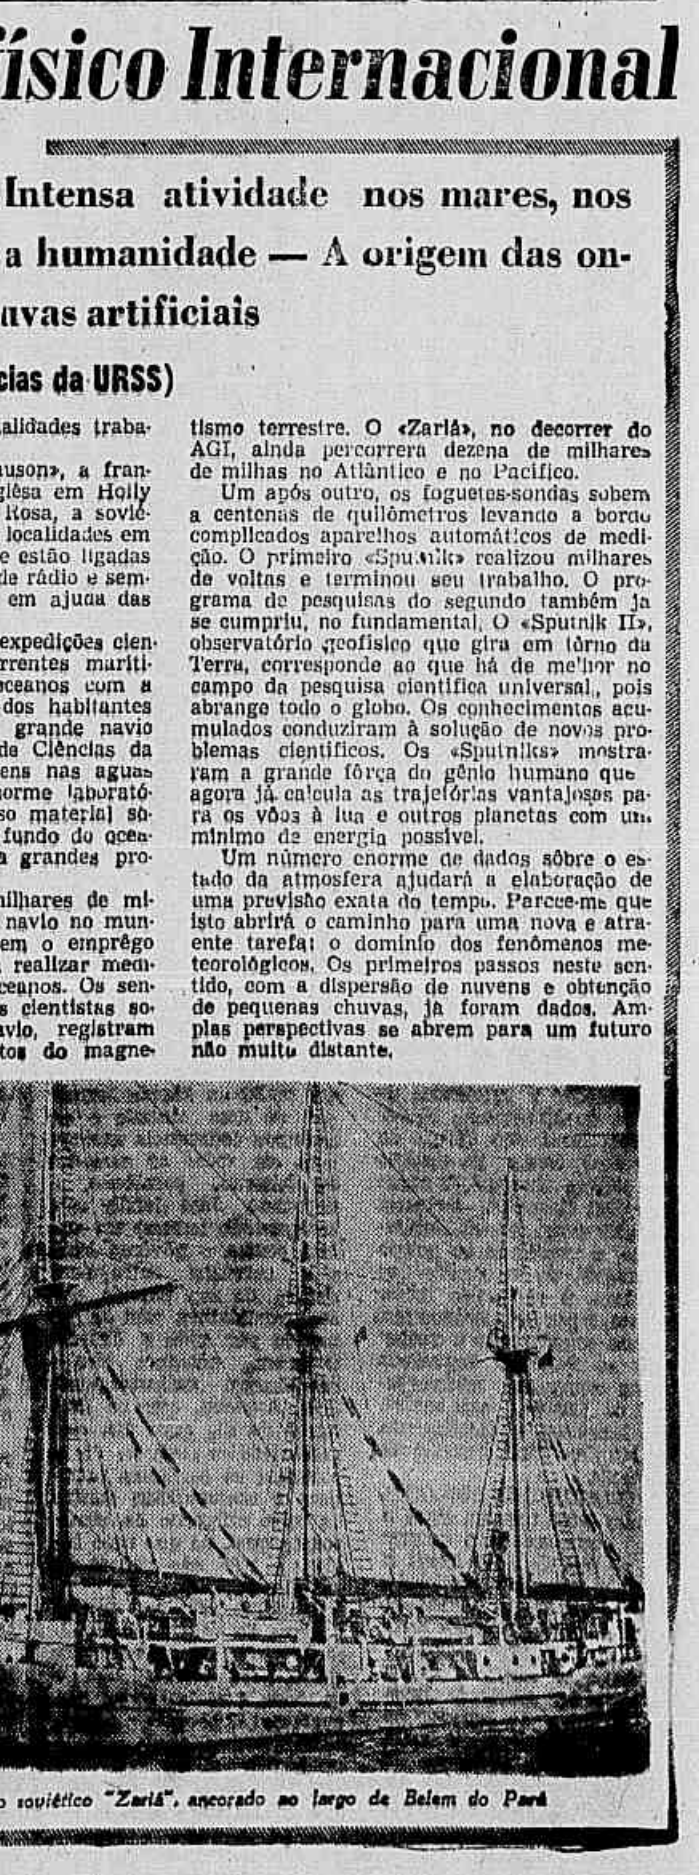 ísico Internacional
Intensa atividade nos mares, nos
a humanidade — A origem das on-
uvas artificiais
cias da URSS)
alidades traba-
uson», a fran-
glêsa em Holly
Rosa, a sovié-
localidades em
e estão ligadas
de rádio e sem-
em ajuda das
expedições cien-
rrentes maríti-
oceanos com a
dos habitantes
grande navio
de Ciências da
ens nas aguas
norme laborató-
so material sô-
fundo do ocea-
a grandes pro-
milhares de mi-
navio no mun-
em o emprêgo
realizar medi-
ceanos. Os sen-
s cientistas so-
avio, registram
tos do magne-
tismo terrestre. O «Zariá», no decorrer do
AGI, ainda percorrera dezena de milhares
de milhas no Atlântico e no Pacífico.
Um após outro, os foguetes-sondas sobem
a centenas de quilômetros levando a bordo
complicados aparelhos automáticos de medi-
ção. O primeiro «Sputnik» realizou milhares
de voltas e terminou seu trabalho. O pro-
grama de pesquisas do segundo também já
se cumpriu, no fundamental. O «Sputnik II»,
observatório geofísico que gira em tôrno da
Terra, corresponde ao que há de melhor no
campo da pesquisa cientifica universal, pois
abrange todo o globo. Os conhecimentos acu-
mulados conduziram à solução de novos pro-
blemas científicos. Os «Sputniks» mostra-
ram a grande fôrça do gênio humano que
agora já calcula as trajetórias vantajosas pa-
ra os vôos à lua e outros planetas com um
mínimo de energia possível.
Um número enorme de dados sôbre o es-
tado da atmosfera ajudará a elaboração de
uma previsão exata do tempo. Parece-me que
isto abrirá o caminho para uma nova e atra-
ente tarefa: o domínio dos fenômenos me-
teorológicos. Os primeiros passos neste sen-
tido, com a dispersão de nuvens e obtenção
de pequenas chuvas, já foram dados. Am-
plas perspectivas se abrem para um futuro
não muito distante.
o soviético "Zariá", ancorado ao largo de Belem do Pará